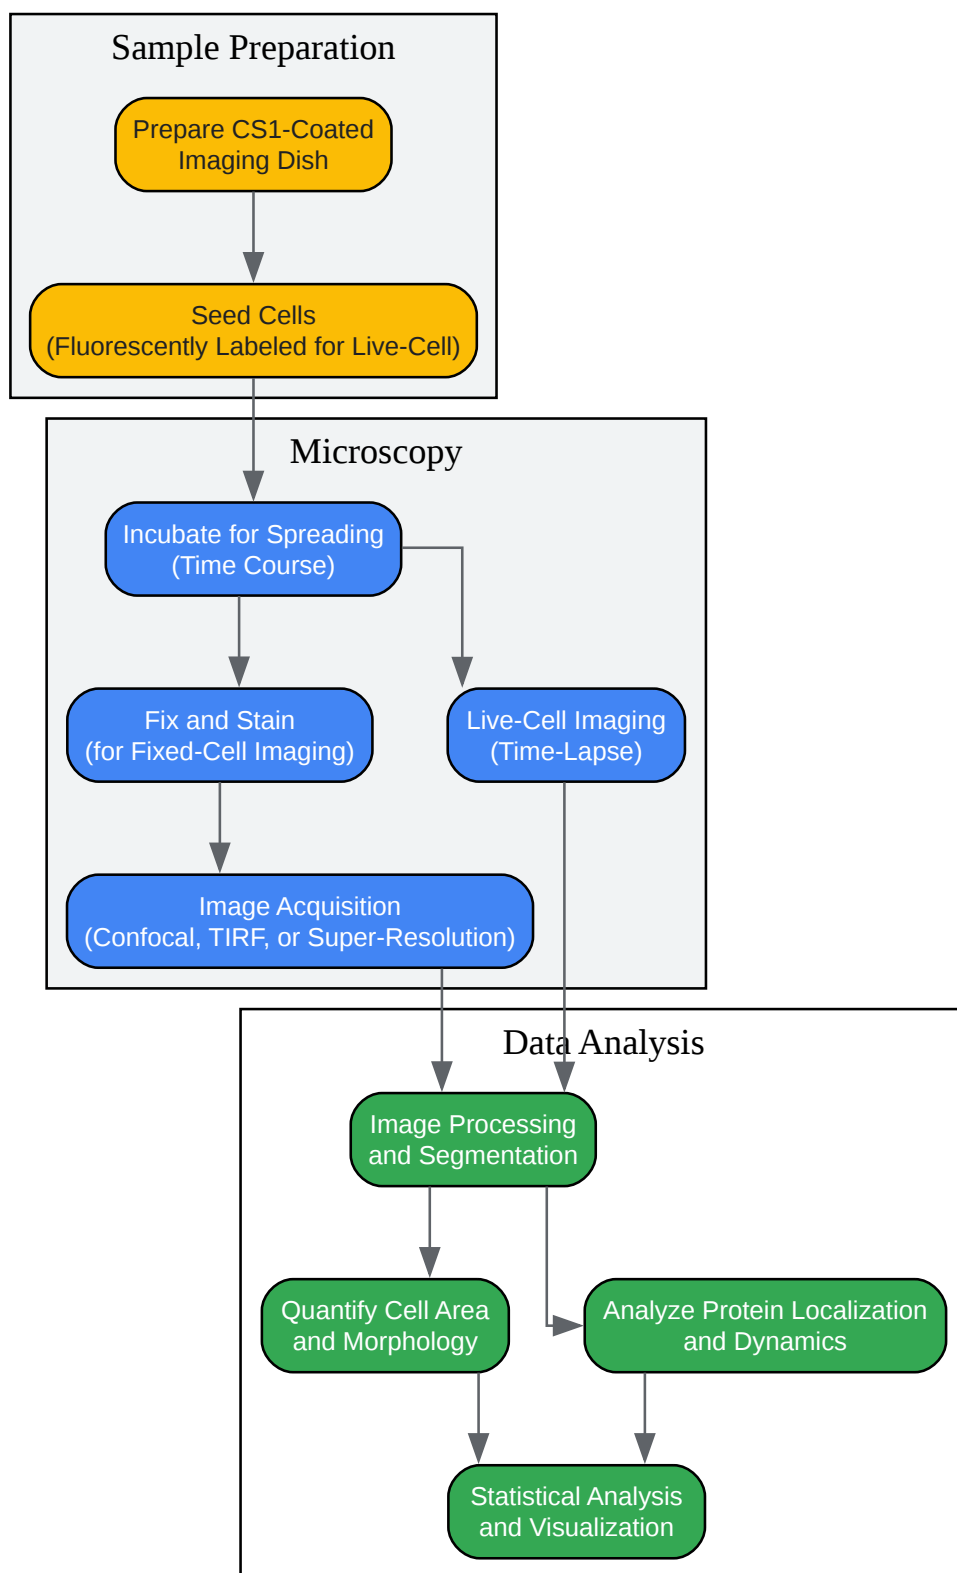 Sample Preparation
Prepare CS1-Coated
Imaging Dish
Seed Cells
(Fluorescently Labeled for Live-Cell)
Microscopy
Incubate for Spreading
(Time Course)
Fix and Stain
(for Fixed-Cell Imaging)
Live-Cell Imaging
(Time-Lapse)
Image Acquisition
(Confocal, TIRF, or Super-Resolution)
Data Analysis
Image Processing
and Segmentation
Quantify Cell Area
and Morphology
Analyze Protein Localization
and Dynamics
Statistical Analysis
and Visualization